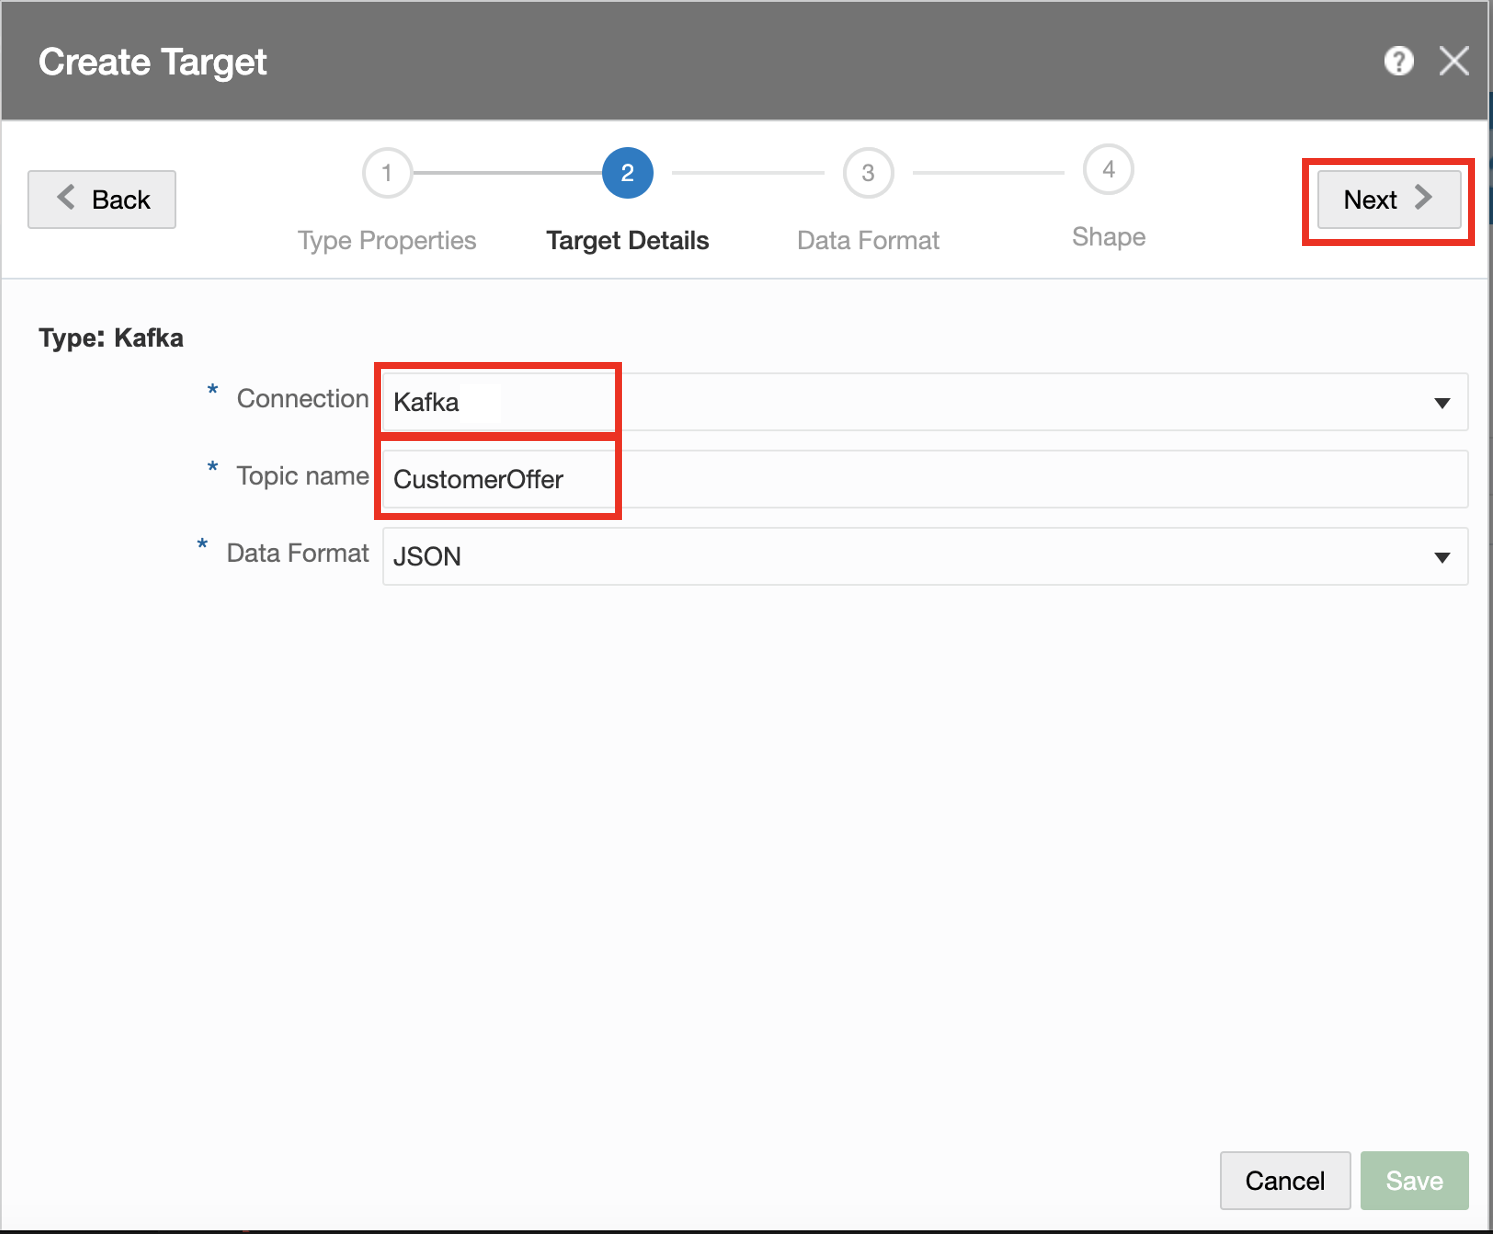 Create Target
?
Back
1
2
3
4
Next
Type Properties
Target Details
Data Format
Shape
Type: Kafka
* Connection Kafka
* Topic name CustomerOffer
* Data Format JSON
Cancel
Save